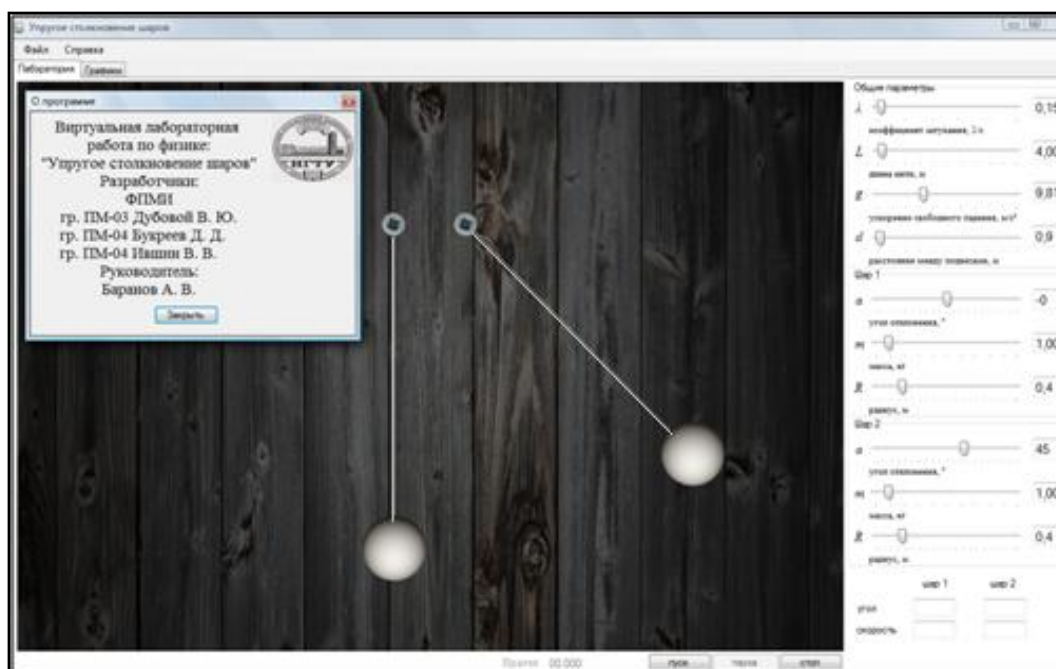 Упругое столкновение шаров
Файл Справка
Лаборатория Графики
О программе
Виртуальная лабораторная
работа по физике:
"Упругое столкновение шаров"
Разработчики:
ФПМИ
гр. ПМ-03 Дубовой В. Ю.
гр. ПМ-04 Букреев Д. Д.
гр. ПМ-04 Ившин В. В.
Руководитель:
Баранов А. В.
Закрыть
НГТУ
Общие параметры
λ 0,15
коэффициент затухания, 1/с
L 4,00
длина нити, м
g 9,81
ускорение свободного падения, м/с²
d 0,9
расстояние между подвесами, м
Шар 1
α -0
угол отклонения, °
m 1,00
масса, кг
R 0,4
радиус, м
Шар 2
α 45
угол отклонения, °
m 1,00
масса, кг
R 0,4
радиус, м
шар 1 шар 2
угол
скорость
Время 00.000 пуск пауза стоп